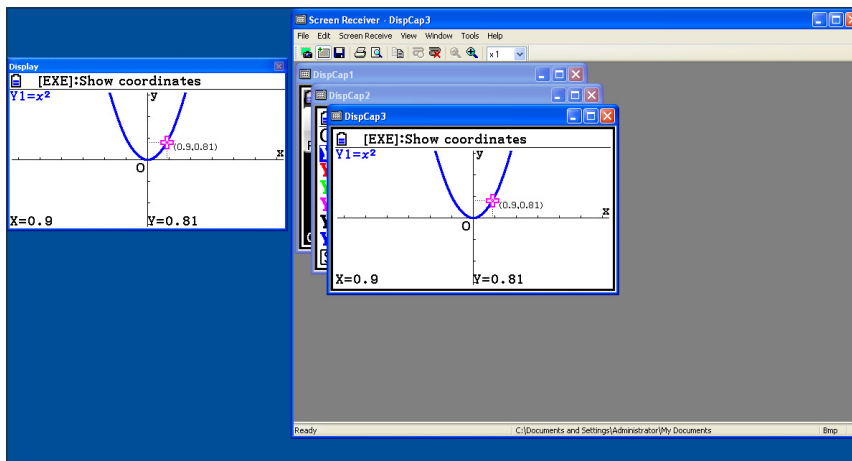 Display
[EXE]:Show coordinates
Y1=x²
y
(0.9,0.81)
x
O
X=0.9
Y=0.81
Screen Receiver - DispCap3
File Edit Screen Receive View Window Tools Help
x 1
DispCap1
DispCap2
DispCap3
[EXE]:Show coordinates
Y1=x²
y
(0.9,0.81)
x
O
X=0.9
Y=0.81
Ready
C:\Documents and Settings\Administrator\My Documents
Bmp